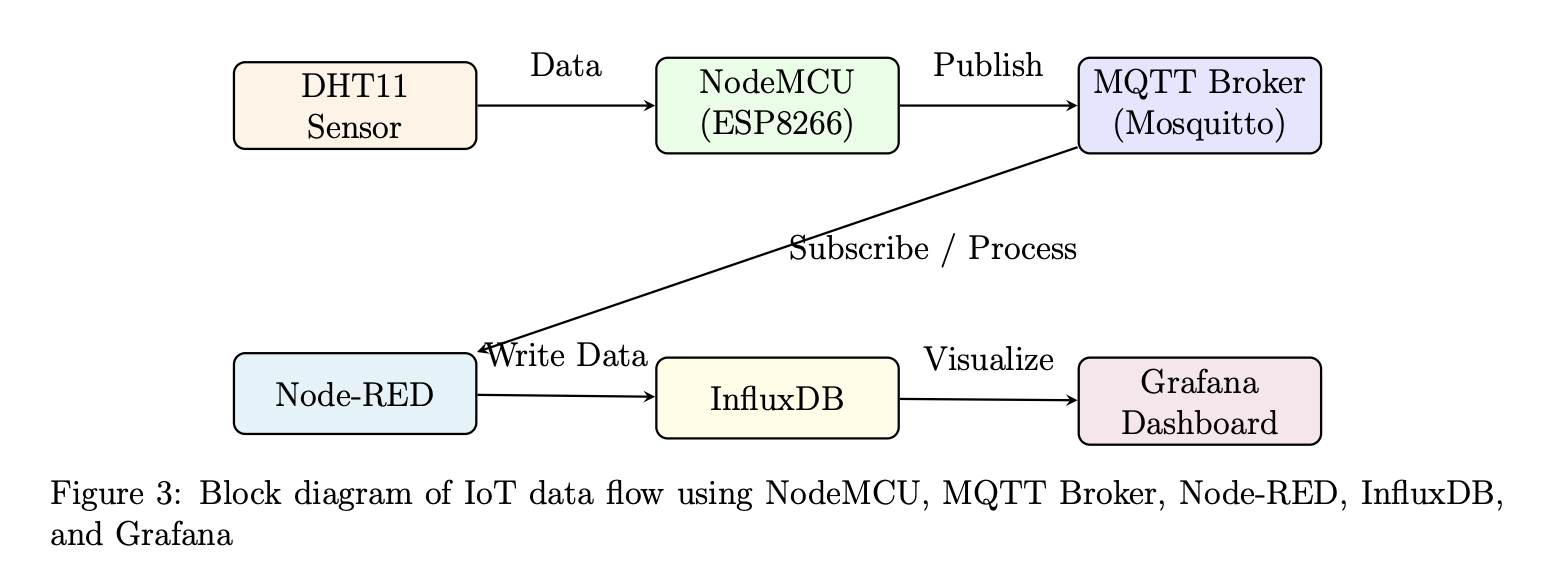 DHT11
Sensor
Data
NodeMCU
(ESP8266)
Publish
MQTT Broker
(Mosquitto)
Subscribe / Process
Node-RED
Write Data
InfluxDB
Visualize
Grafana
Dashboard
Figure 3: Block diagram of IoT data flow using NodeMCU, MQTT Broker, Node-RED, InfluxDB,
and Grafana